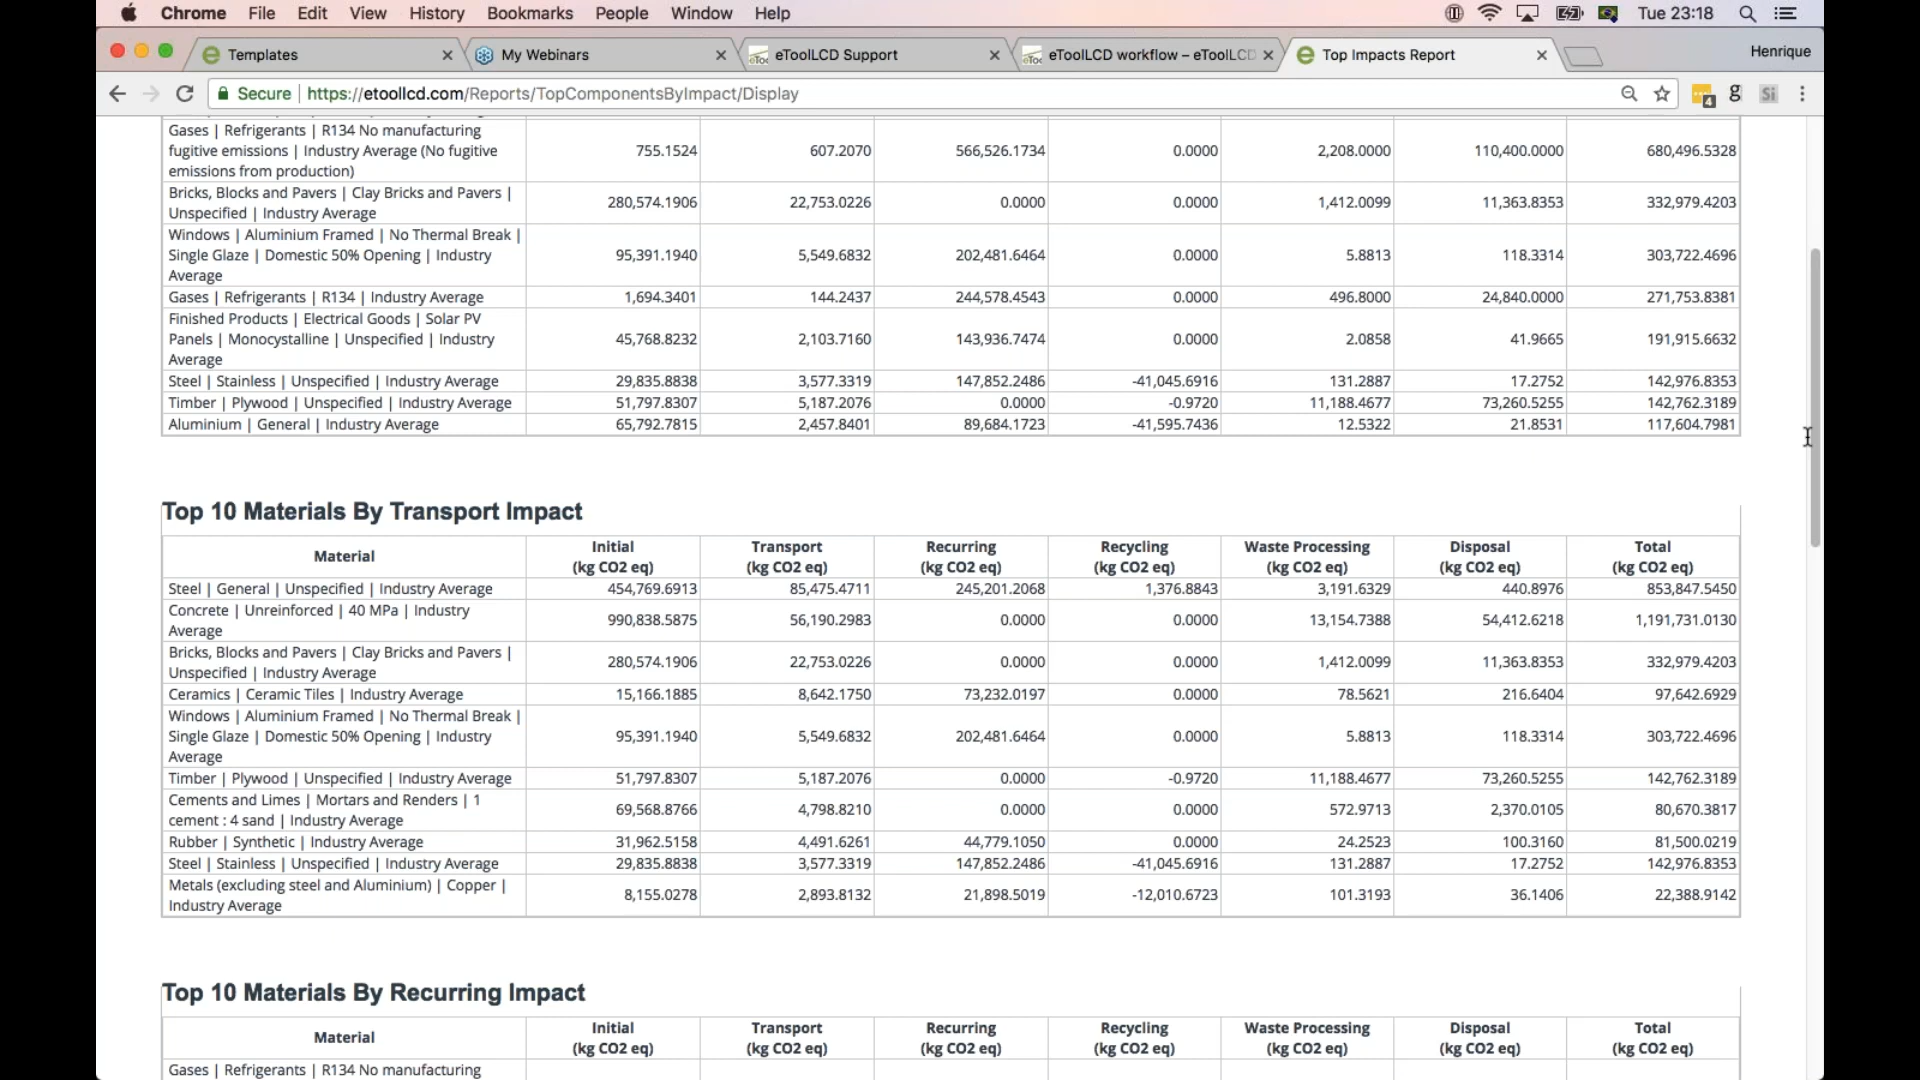 Chrome File Edit View History Bookmarks People Window Help Tue 23:18
Templates My Webinars eToolLCD Support eToolLCD workflow – eToolLCD Top Impacts Report Henrique
Secure https://etoollcd.com/Reports/TopComponentsByImpact/Display 4 g Si
Gases | Refrigerants | R134 No manufacturing
fugitive emissions | Industry Average (No fugitive 755.1524 607.2070 566,526.1734 0.0000 2,208.0000 110,400.0000 680,496.5328
emissions from production)
Bricks, Blocks and Pavers | Clay Bricks and Pavers | 280,574.1906 22,753.0226 0.0000 0.0000 1,412.0099 11,363.8353 332,979.4203
Unspecified | Industry Average
Windows | Aluminium Framed | No Thermal Break |
Single Glaze | Domestic 50% Opening | Industry 95,391.1940 5,549.6832 202,481.6464 0.0000 5.8813 118.3314 303,722.4696
Average
Gases | Refrigerants | R134 | Industry Average 1,694.3401 144.2437 244,578.4543 0.0000 496.8000 24,840.0000 271,753.8381
Finished Products | Electrical Goods | Solar PV
Panels | Monocystalline | Unspecified | Industry 45,768.8232 2,103.7160 143,936.7474 0.0000 2.0858 41.9665 191,915.6632
Average
Steel | Stainless | Unspecified | Industry Average 29,835.8838 3,577.3319 147,852.2486 -41,045.6916 131.2887 17.2752 142,976.8353
Timber | Plywood | Unspecified | Industry Average 51,797.8307 5,187.2076 0.0000 -0.9720 11,188.4677 73,260.5255 142,762.3189
Aluminium | General | Industry Average 65,792.7815 2,457.8401 89,684.1723 -41,595.7436 12.5322 21.8531 117,604.7981
Top 10 Materials By Transport Impact
Material Initial Transport Recurring Recycling Waste Processing Disposal Total
(kg CO2 eq) (kg CO2 eq) (kg CO2 eq) (kg CO2 eq) (kg CO2 eq) (kg CO2 eq) (kg CO2 eq)
Steel | General | Unspecified | Industry Average 454,769.6913 85,475.4711 245,201.2068 1,376.8843 3,191.6329 440.8976 853,847.5450
Concrete | Unreinforced | 40 MPa | Industry 990,838.5875 56,190.2983 0.0000 0.0000 13,154.7388 54,412.6218 1,191,731.0130
Average
Bricks, Blocks and Pavers | Clay Bricks and Pavers | 280,574.1906 22,753.0226 0.0000 0.0000 1,412.0099 11,363.8353 332,979.4203
Unspecified | Industry Average
Ceramics | Ceramic Tiles | Industry Average 15,166.1885 8,642.1750 73,232.0197 0.0000 78.5621 216.6404 97,642.6929
Windows | Aluminium Framed | No Thermal Break |
Single Glaze | Domestic 50% Opening | Industry 95,391.1940 5,549.6832 202,481.6464 0.0000 5.8813 118.3314 303,722.4696
Average
Timber | Plywood | Unspecified | Industry Average 51,797.8307 5,187.2076 0.0000 -0.9720 11,188.4677 73,260.5255 142,762.3189
Cements and Limes | Mortars and Renders | 1 69,568.8766 4,798.8210 0.0000 0.0000 572.9713 2,370.0105 80,670.3817
cement : 4 sand | Industry Average
Rubber | Synthetic | Industry Average 31,962.5158 4,491.6261 44,779.1050 0.0000 24.2523 100.3160 81,500.0219
Steel | Stainless | Unspecified | Industry Average 29,835.8838 3,577.3319 147,852.2486 -41,045.6916 131.2887 17.2752 142,976.8353
Metals (excluding steel and Aluminium) | Copper | 8,155.0278 2,893.8132 21,898.5019 -12,010.6723 101.3193 36.1406 22,388.9142
Industry Average
Top 10 Materials By Recurring Impact
Material Initial Transport Recurring Recycling Waste Processing Disposal Total
(kg CO2 eq) (kg CO2 eq) (kg CO2 eq) (kg CO2 eq) (kg CO2 eq) (kg CO2 eq) (kg CO2 eq)
Gases | Refrigerants | R134 No manufacturing